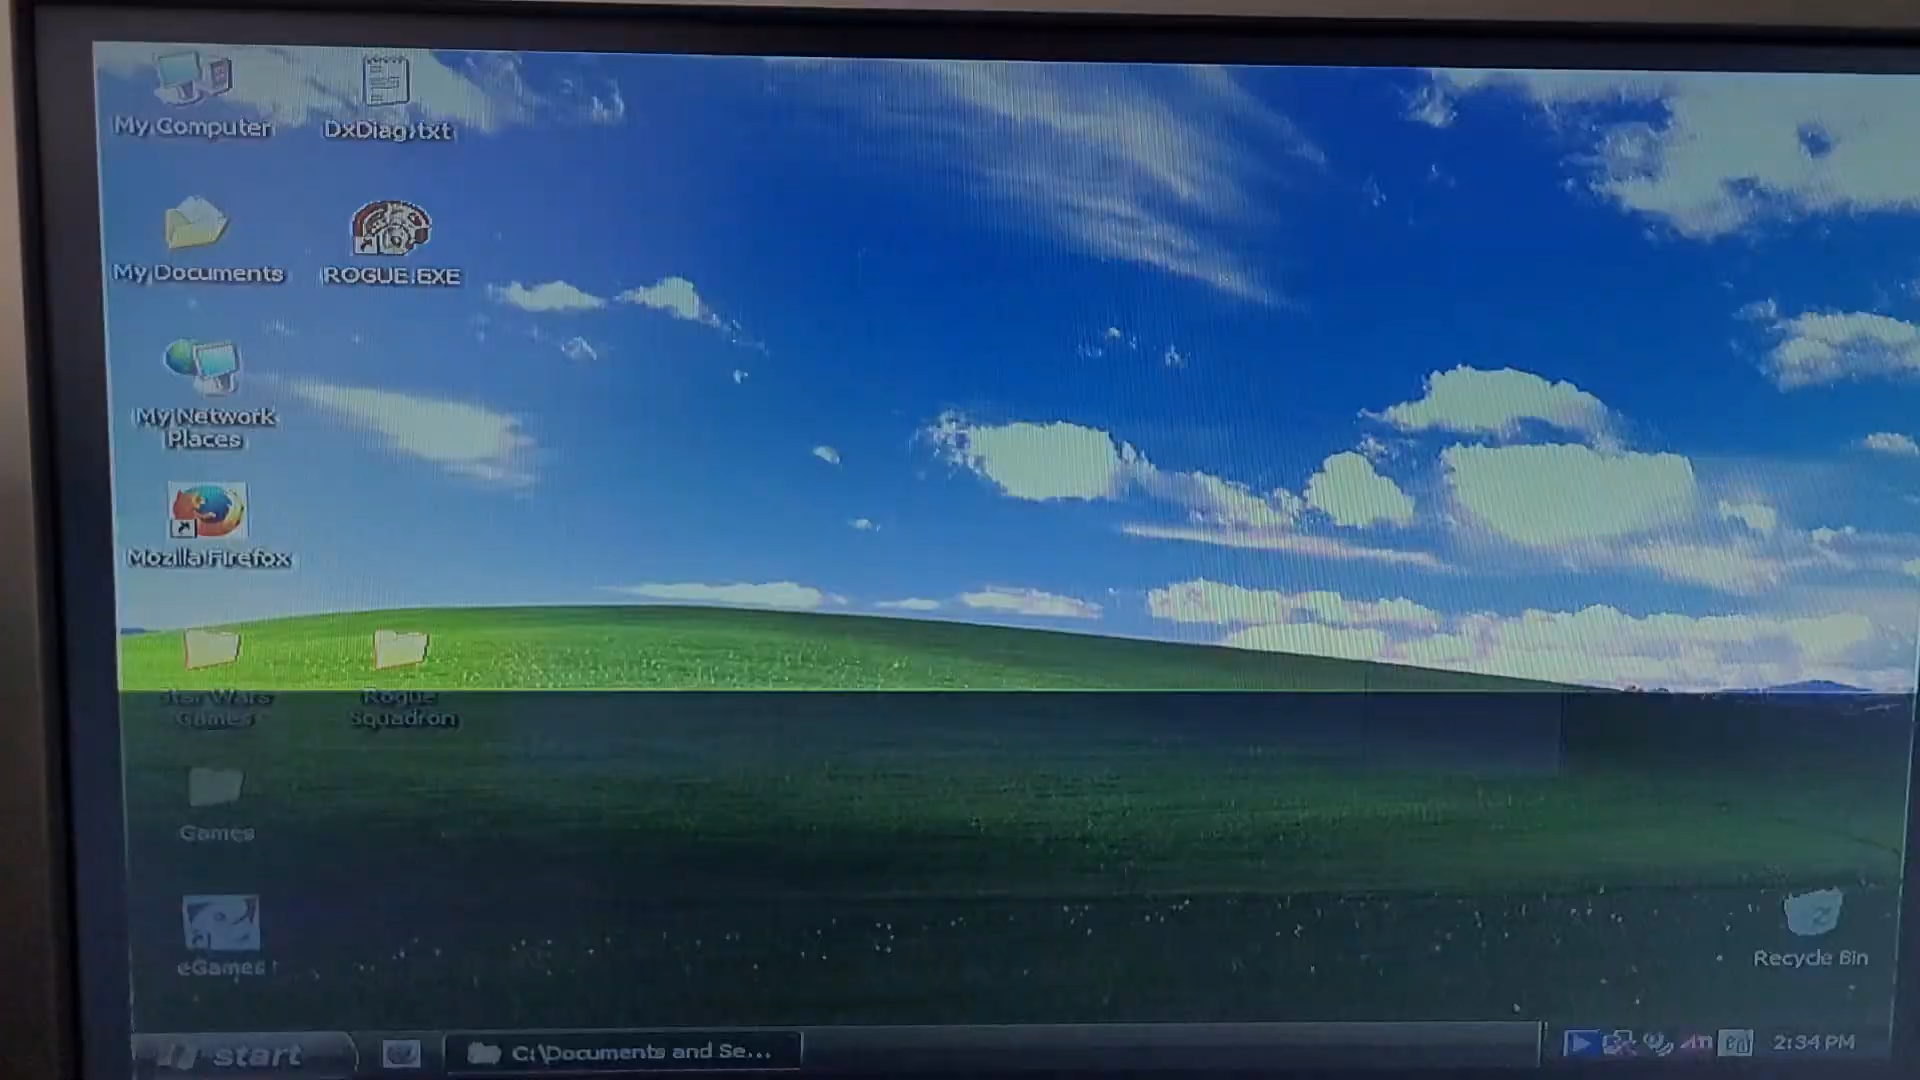 My Computer
DxDiag.txt
My Documents
ROGUE.EXE
My Network
Places
Mozilla Firefox
Star Wars
Games
Rogue
Squadron
Games
eGames
Recycle Bin
start
C:\Documents and Se...
2:34 PM